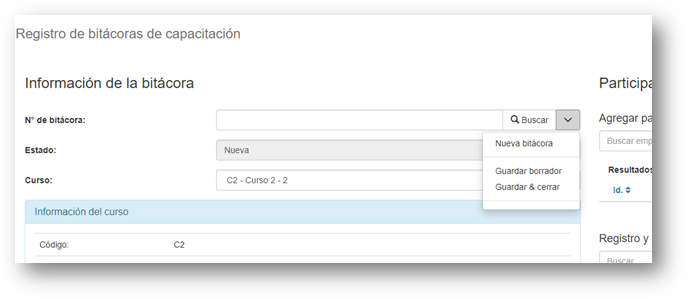 Registro de bitácoras de capacitación
Información de la bitácora
N° de bitácora:
Buscar
Nueva bitácora
Guardar borrador
Guardar & cerrar
Estado:
Nueva
Curso:
C2 - Curso 2 - 2
Información del curso
Código:
C2
Participa
Agregar pa
Buscar emp
Resultados
Id.
Registro y
Buscar